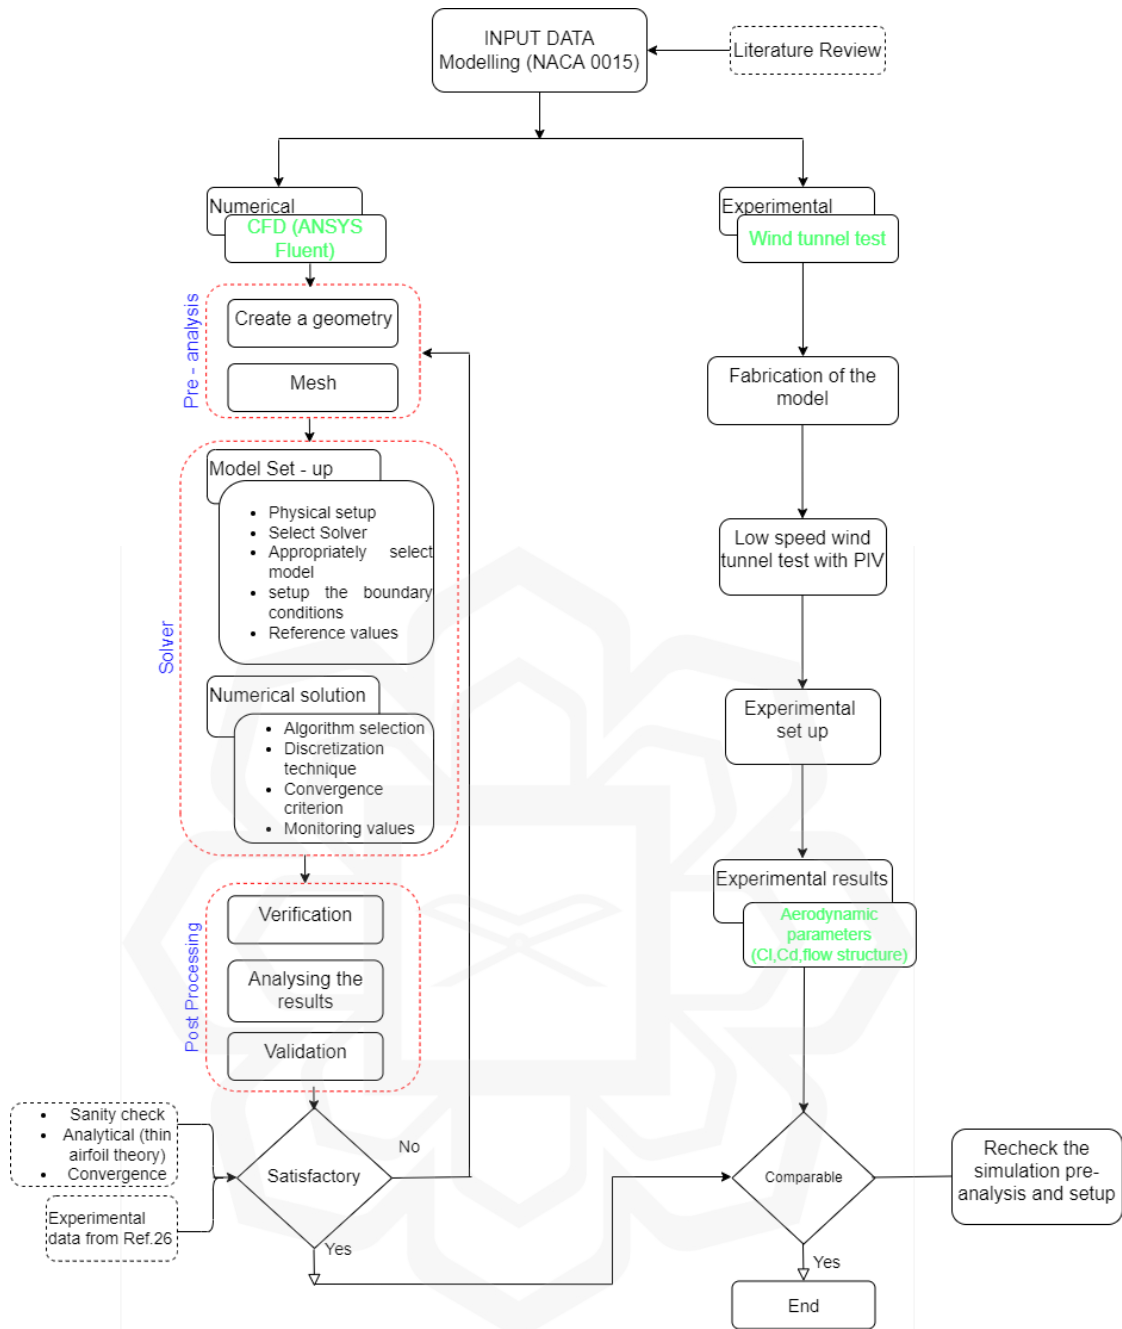 INPUT DATA
Modelling (NACA 0015)
Literature Review
Numerical
CFD (ANSYS
Fluent)
Experimental
Wind tunnel test
Pre - analysis
Create a geometry
Mesh
Fabrication of the
model
Solver
Model Set - up
• Physical setup
• Select Solver
• Appropriately select
model
• setup the boundary
conditions
• Reference values
Low speed wind
tunnel test with PIV
Numerical solution
• Algorithm selection
• Discretization
technique
• Convergence
criterion
• Monitoring values
Experimental
set up
Post Processing
Verification
Analysing the
results
Validation
Experimental results
Aerodynamic
parameters
(Cl,Cd,flow structure)
• Sanity check
• Analytical (thin
airfoil theory)
• Convergence
Experimental
data from Ref.26
Satisfactory
No
Yes
Comparable
Recheck the
simulation pre-
analysis and setup
Yes
End